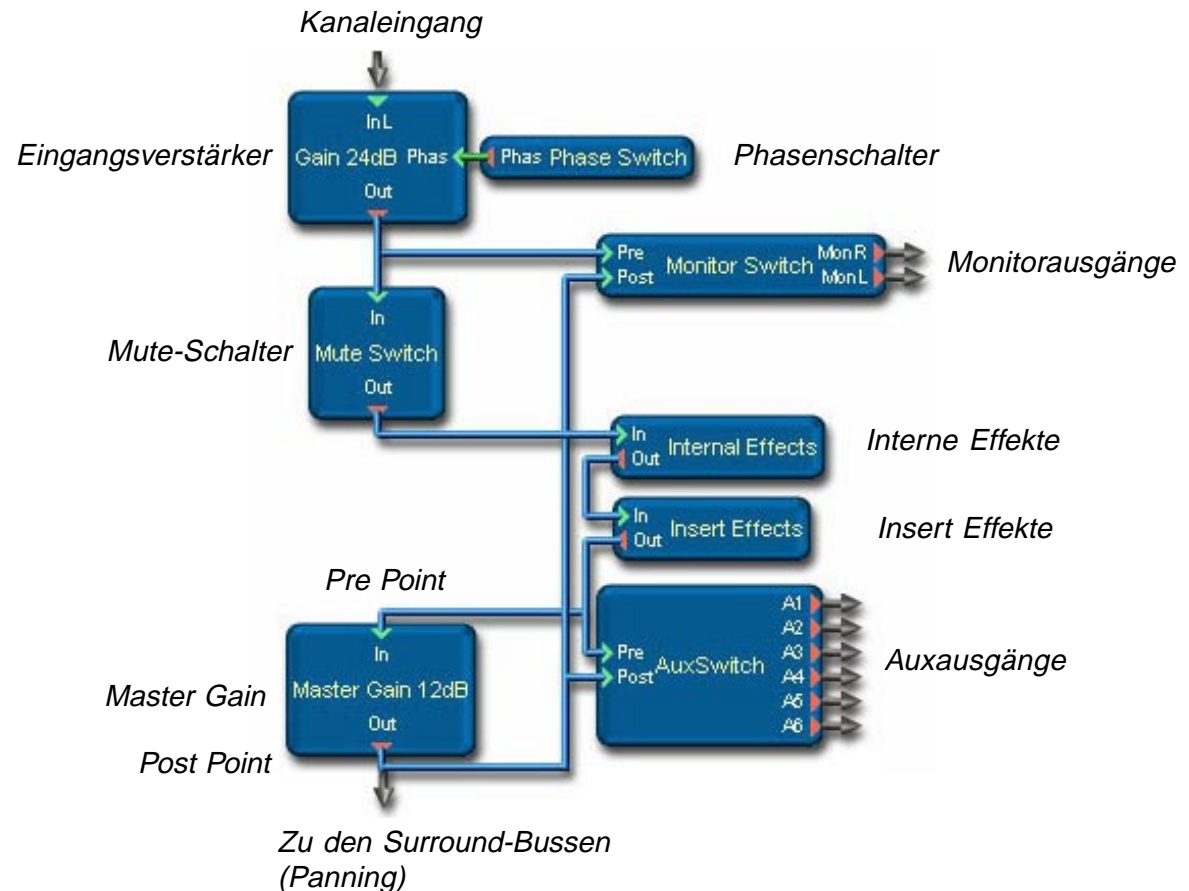 Kanaleingang
InL
Eingangsverstärker
Gain 24dB Phas
Phas Phase Switch
Phasenschalter
Out
Pre
Post
Monitor Switch
MonR
MonL
Monitorausgänge
In
Mute-Schalter
Mute Switch
Out
In
Out
Internal Effects
Interne Effekte
In
Out
Insert Effects
Insert Effekte
Pre Point
A1
A2
A3
A4
A5
A6
Pre
Post
AuxSwitch
Auxausgänge
In
Master Gain
Master Gain 12dB
Out
Post Point
Zu den Surround-Bussen
(Panning)